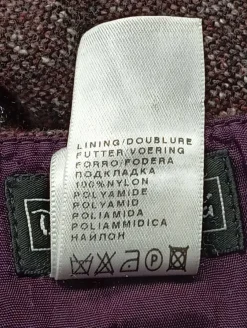 LINING/DOUBLURE
FUTTER/VOERING
FORRO/FODERA
ПОДКЛАДКА
100%NYLON
POLYAMIDE
POLYAMID
POLIAMIDA
POLIAMMIDICA
НАЙЛОН
P